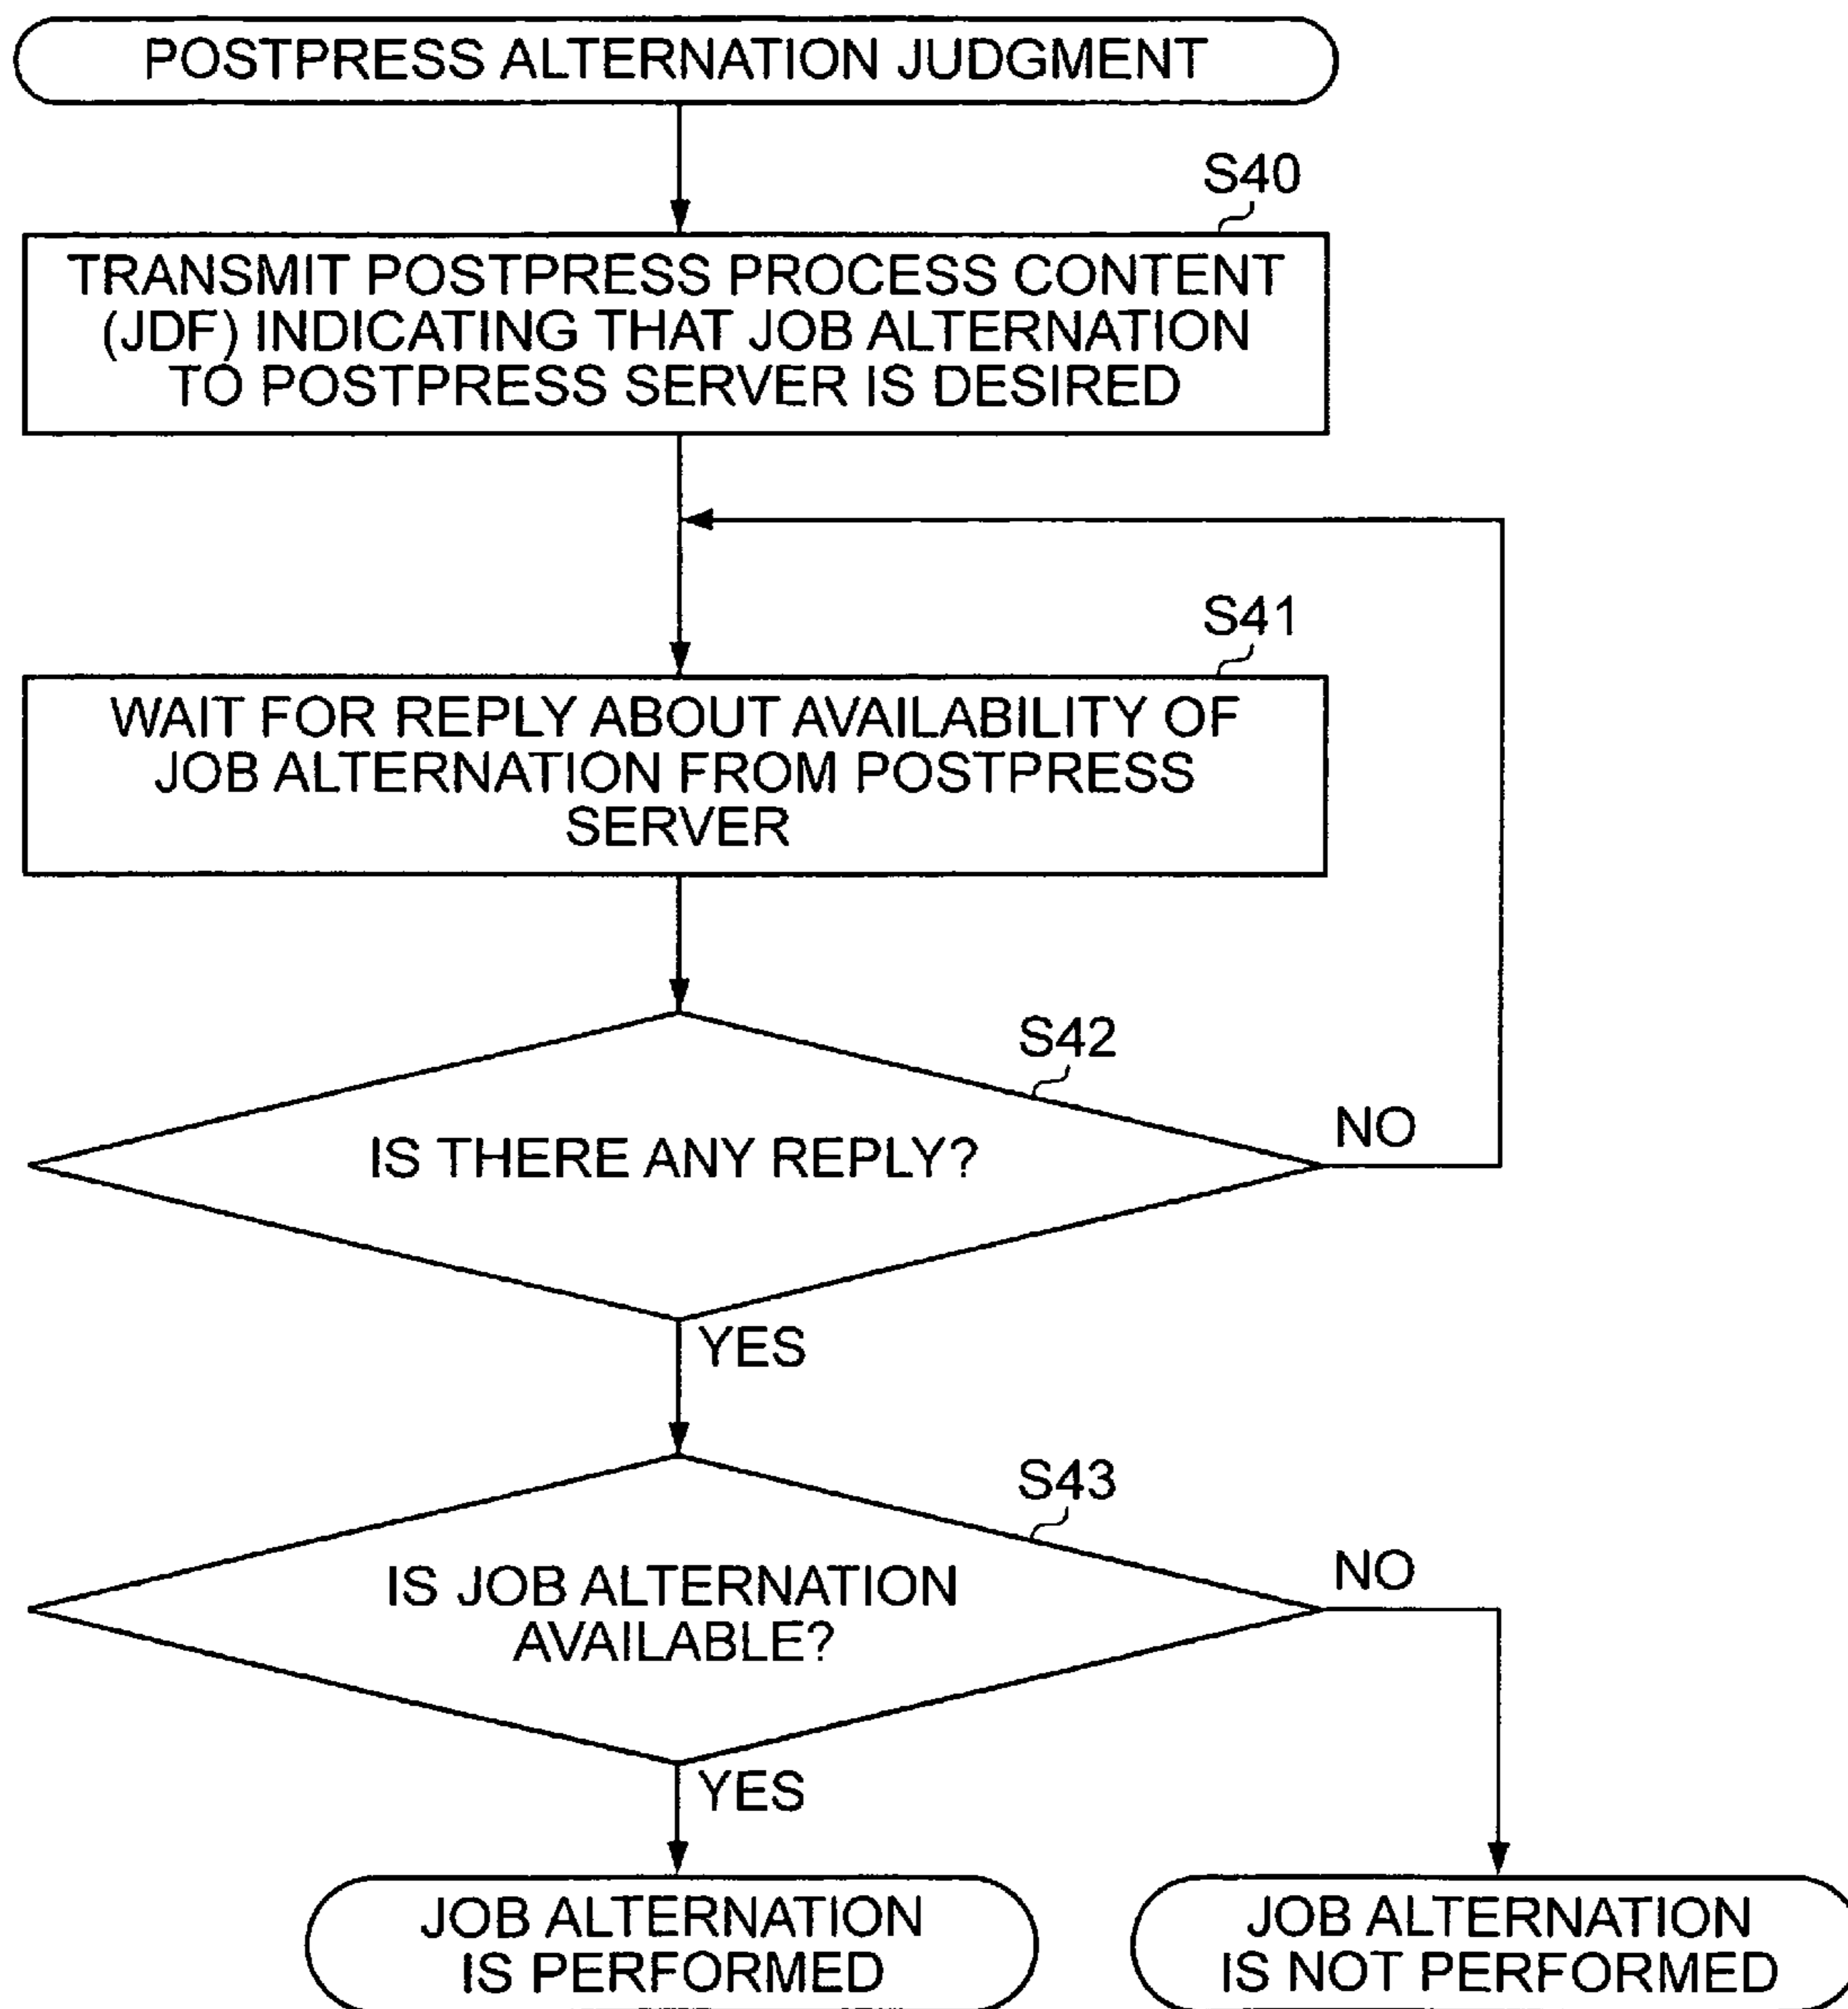 POSTPRESS ALTERNATION JUDGMENT
S40
TRANSMIT POSTPRESS PROCESS CONTENT
(JDF) INDICATING THAT JOB ALTERNATION
TO POSTPRESS SERVER IS DESIRED
S41
WAIT FOR REPLY ABOUT AVAILABILITY OF
JOB ALTERNATION FROM POSTPRESS
SERVER
S42
IS THERE ANY REPLY?
NO
YES
S43
IS JOB ALTERNATION
AVAILABLE?
NO
YES
JOB ALTERNATION
IS PERFORMED
JOB ALTERNATION
IS NOT PERFORMED